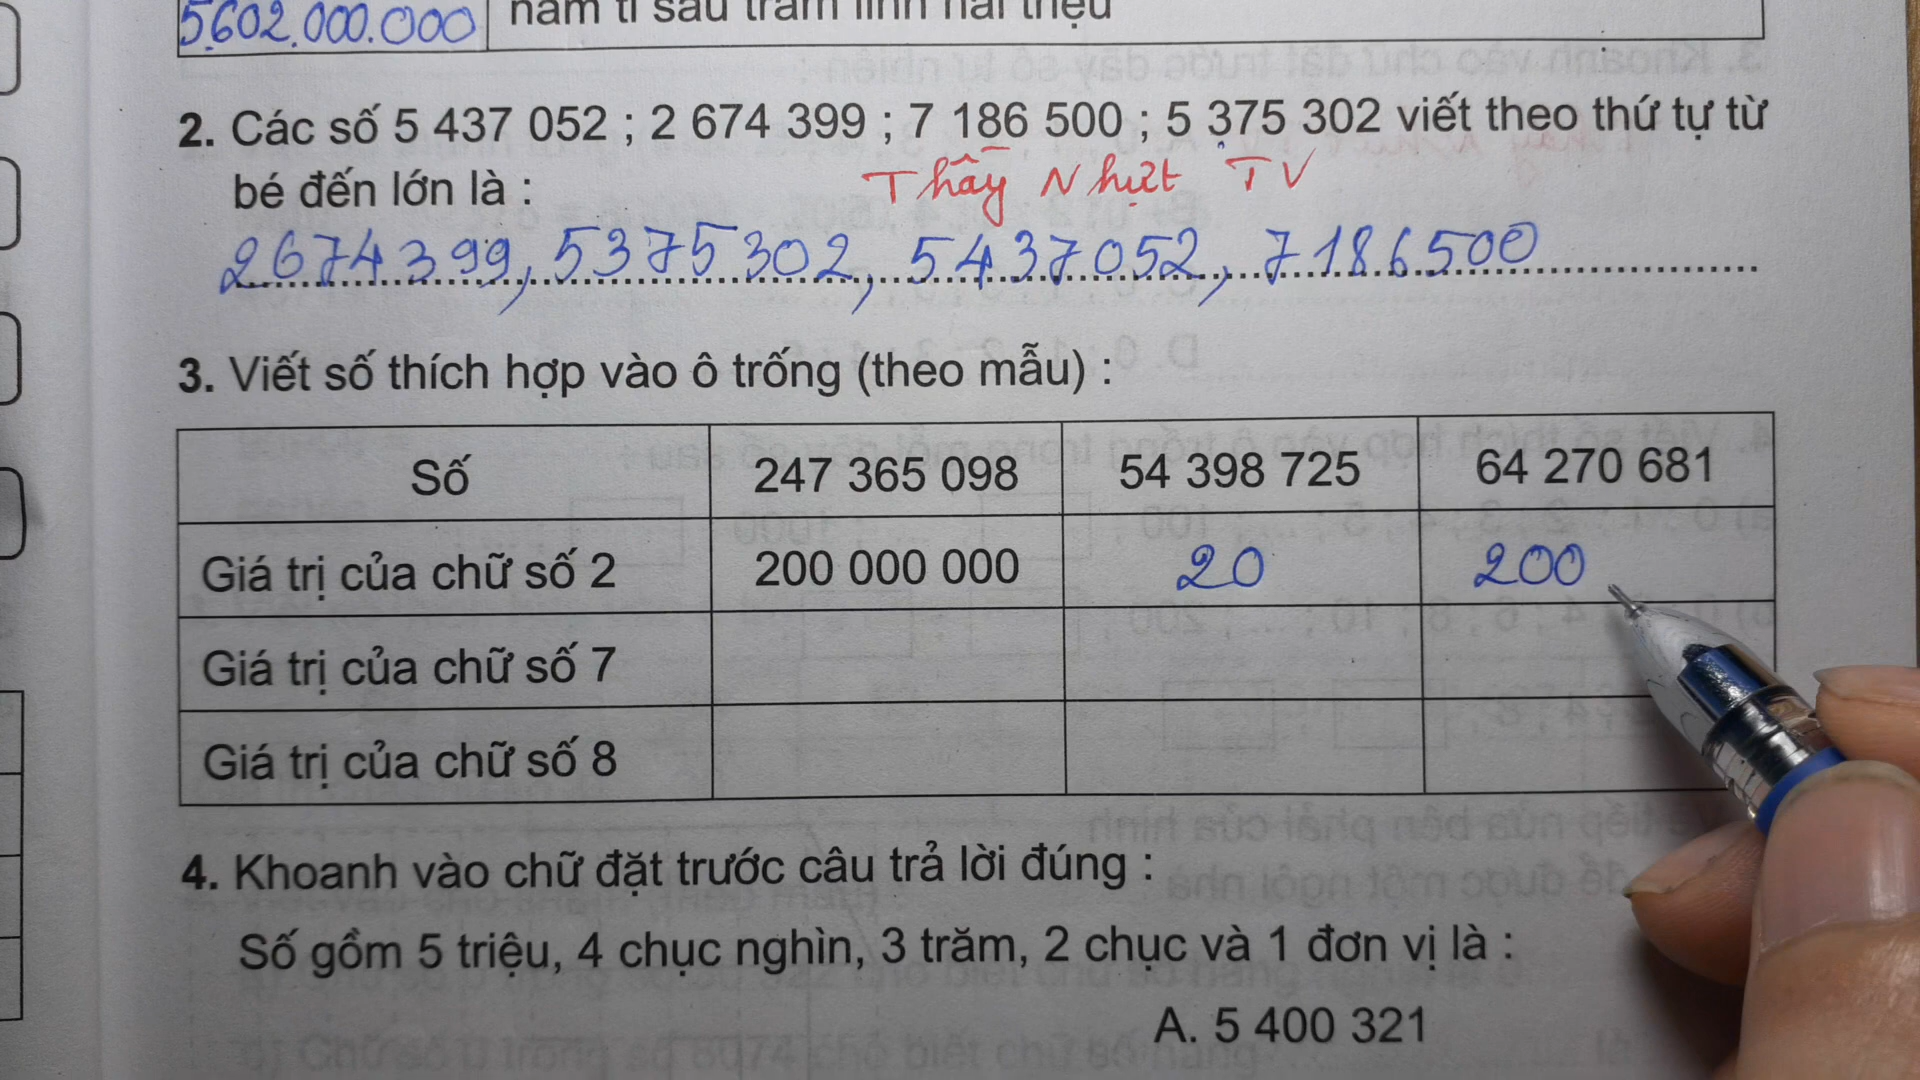 5.602.000.000 năm tỉ sáu trăm linh hai triệu
2. Các số 5 437 052 ; 2 674 399 ; 7 186 500 ; 5 375 302 viết theo thứ tự từ
bé đến lớn là :
Thầy Nhựt TV
2674399, 5375302, 5437052, 7186500
3. Viết số thích hợp vào ô trống (theo mẫu) :
Số 247 365 098 54 398 725 64 270 681
Giá trị của chữ số 2 200 000 000 20 200
Giá trị của chữ số 7
Giá trị của chữ số 8
4. Khoanh vào chữ đặt trước câu trả lời đúng :
Số gồm 5 triệu, 4 chục nghìn, 3 trăm, 2 chục và 1 đơn vị là :
A. 5 400 321